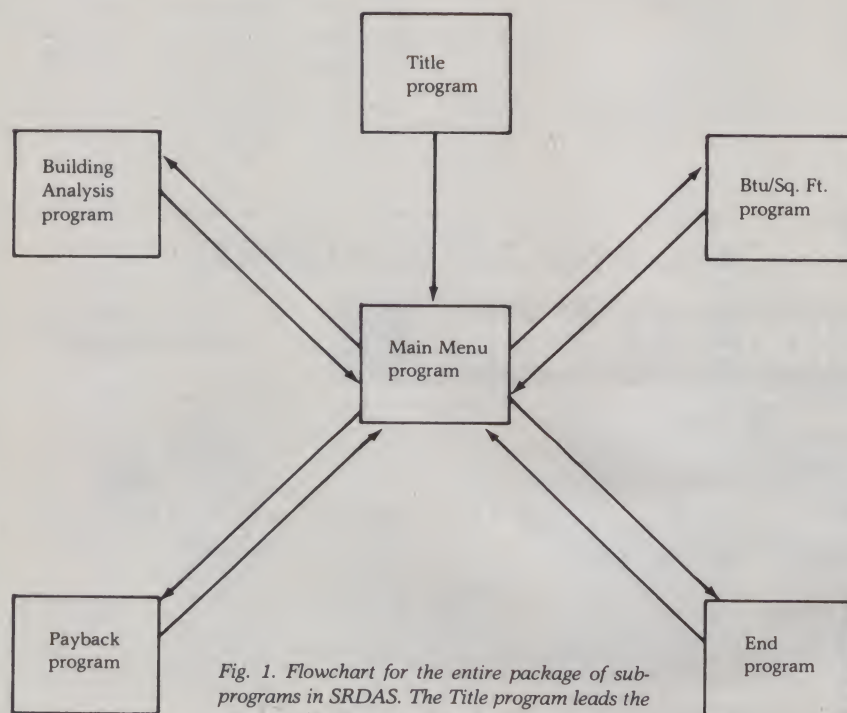 Title
program
Building
Analysis
program
Btu/Sq. Ft.
program
Main Menu
program
Payback
program
End
program
Fig. 1. Flowchart for the entire package of sub-
programs in SRDAS. The Title program leads the